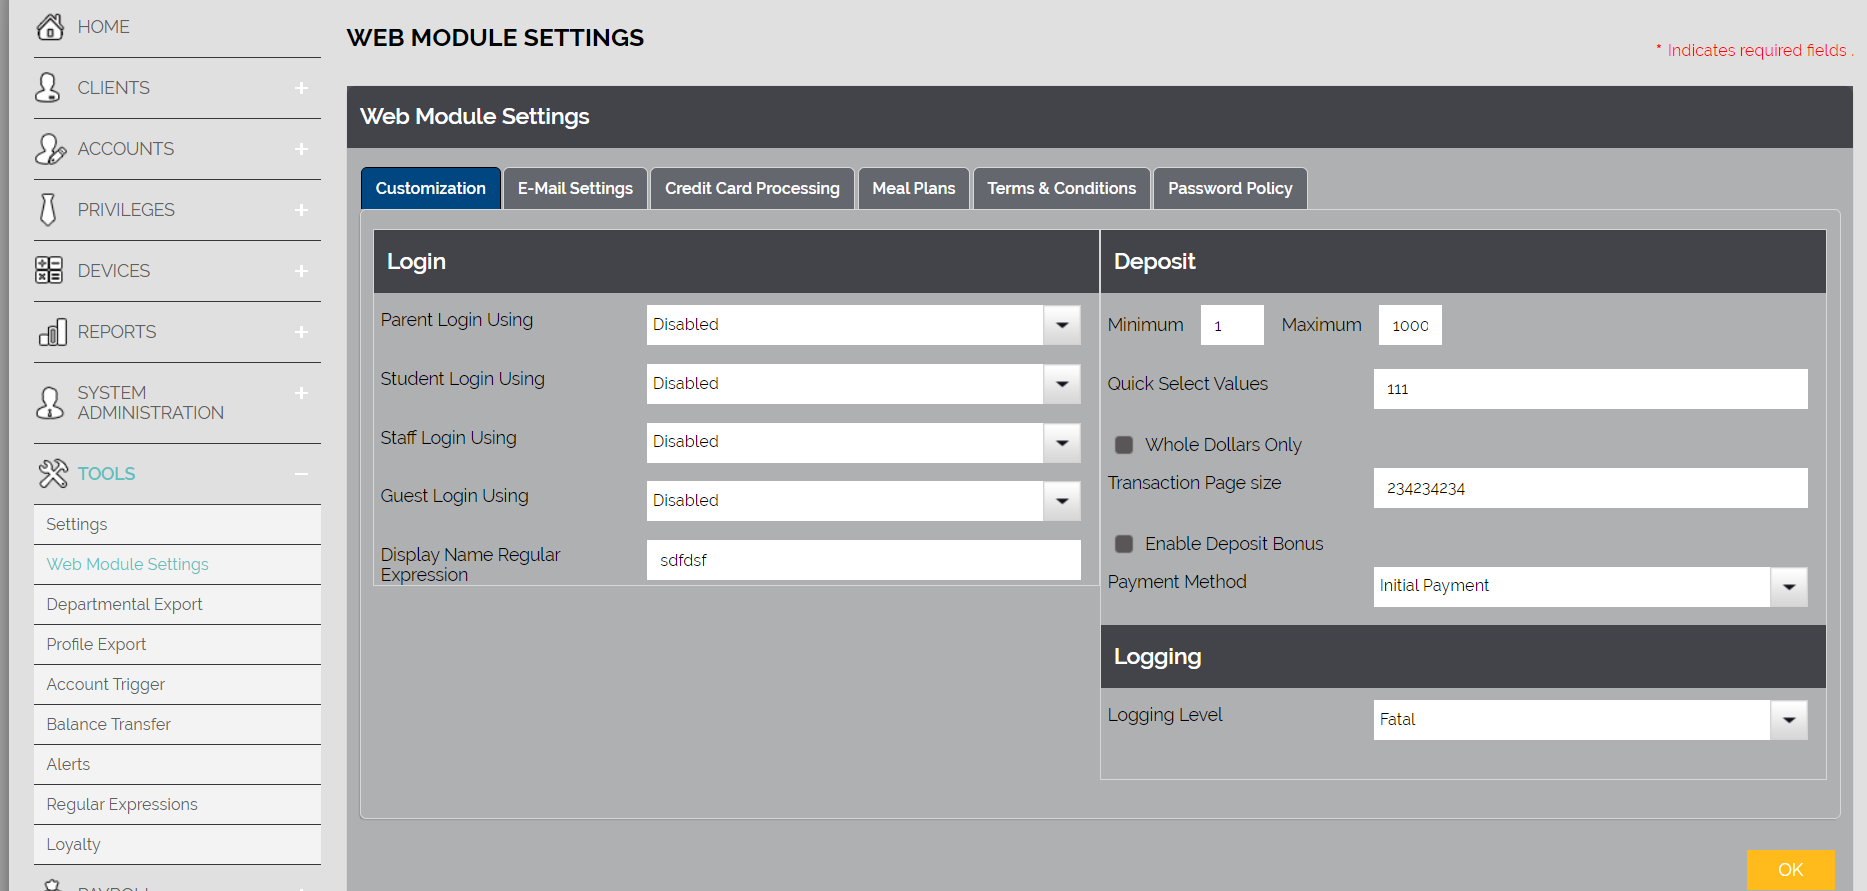 HOME
CLIENTS
ACCOUNTS
PRIVILEGES
DEVICES
REPORTS
SYSTEM
ADMINISTRATION
TOOLS
Settings
Web Module Settings
Departmental Export
Profile Export
Account Trigger
Balance Transfer
Alerts
Regular Expressions
Loyalty
WEB MODULE SETTINGS
* Indicates required fields .
Web Module Settings
Customization E-Mail Settings Credit Card Processing Meal Plans Terms & Conditions Password Policy
Login
Parent Login Using Disabled
Student Login Using Disabled
Staff Login Using Disabled
Guest Login Using Disabled
Display Name Regular
Expression
sdfdsf
Deposit
Minimum 1 Maximum 1000
Quick Select Values 111
Whole Dollars Only
Transaction Page size 234234234
Enable Deposit Bonus
Payment Method Initial Payment
Logging
Logging Level Fatal
OK